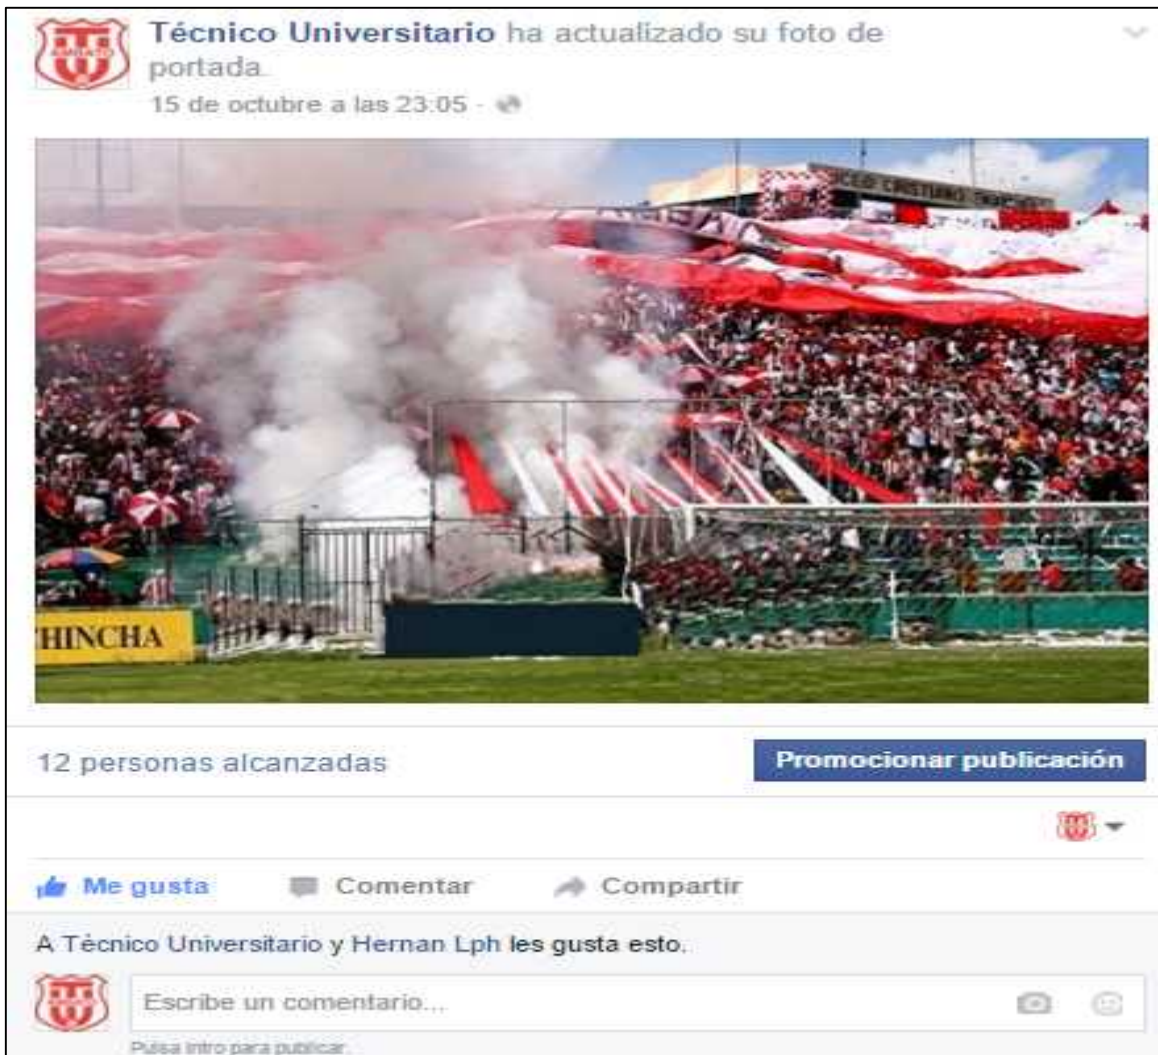 AMBATO
Técnico Universitario ha actualizado su foto de
portada.
15 de octubre a las 23:05 ·
HINCHA
12 personas alcanzadas
Promocionar publicación
Me gusta
Comentar
Compartir
A Técnico Universitario y Hernan Lph les gusta esto.
Escribe un comentario...
Pulsa Intro para publicar.